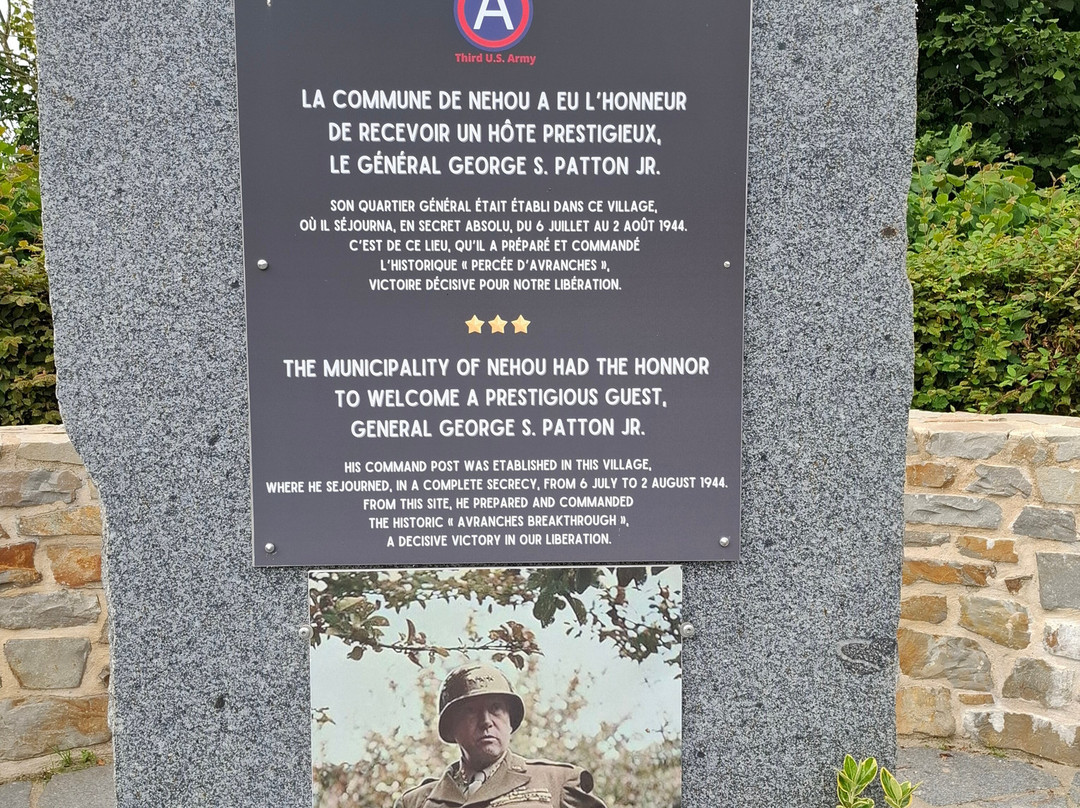 A
Third U.S. Army
LA COMMUNE DE NEHOU A EU L'HONNEUR
DE RECEVOIR UN HÔTE PRESTIGIEUX,
LE GÉNÉRAL GEORGE S. PATTON JR.
SON QUARTIER GÉNÉRAL ÉTAIT ÉTABLI DANS CE VILLAGE,
OÙ IL SÉJOURNA, EN SECRET ABSOLU, DU 6 JUILLET AU 2 AOÛT 1944.
C'EST DE CE LIEU, QU'IL A PRÉPARÉ ET COMMANDÉ
L'HISTORIQUE « PERCÉE D'AVRANCHES »,
VICTOIRE DÉCISIVE POUR NOTRE LIBÉRATION.
THE MUNICIPALITY OF NEHOU HAD THE HONNOR
TO WELCOME A PRESTIGIOUS GUEST,
GENERAL GEORGE S. PATTON JR.
HIS COMMAND POST WAS ETABLISHED IN THIS VILLAGE,
WHERE HE SEJOURNED, IN A COMPLETE SECRECY, FROM 6 JULY TO 2 AUGUST 1944.
FROM THIS SITE, HE PREPARED AND COMMANDED
THE HISTORIC « AVRANCHES BREAKTHROUGH »,
A DECISIVE VICTORY IN OUR LIBERATION.